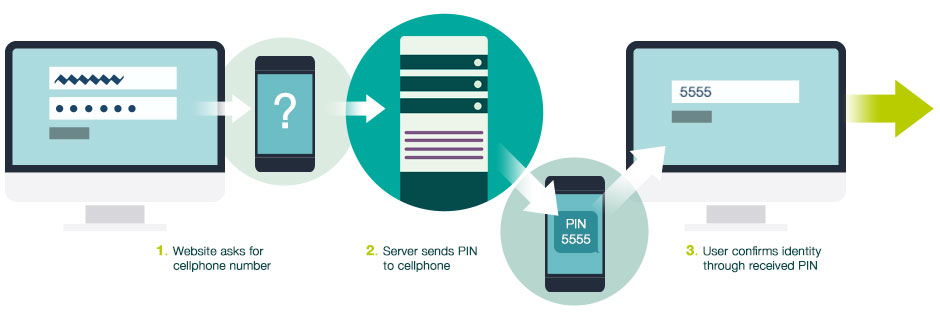 ?
PIN
5555
5555
1. Website asks for
cellphone number
2. Server sends PIN
to cellphone
3. User confirms identity
through received PIN